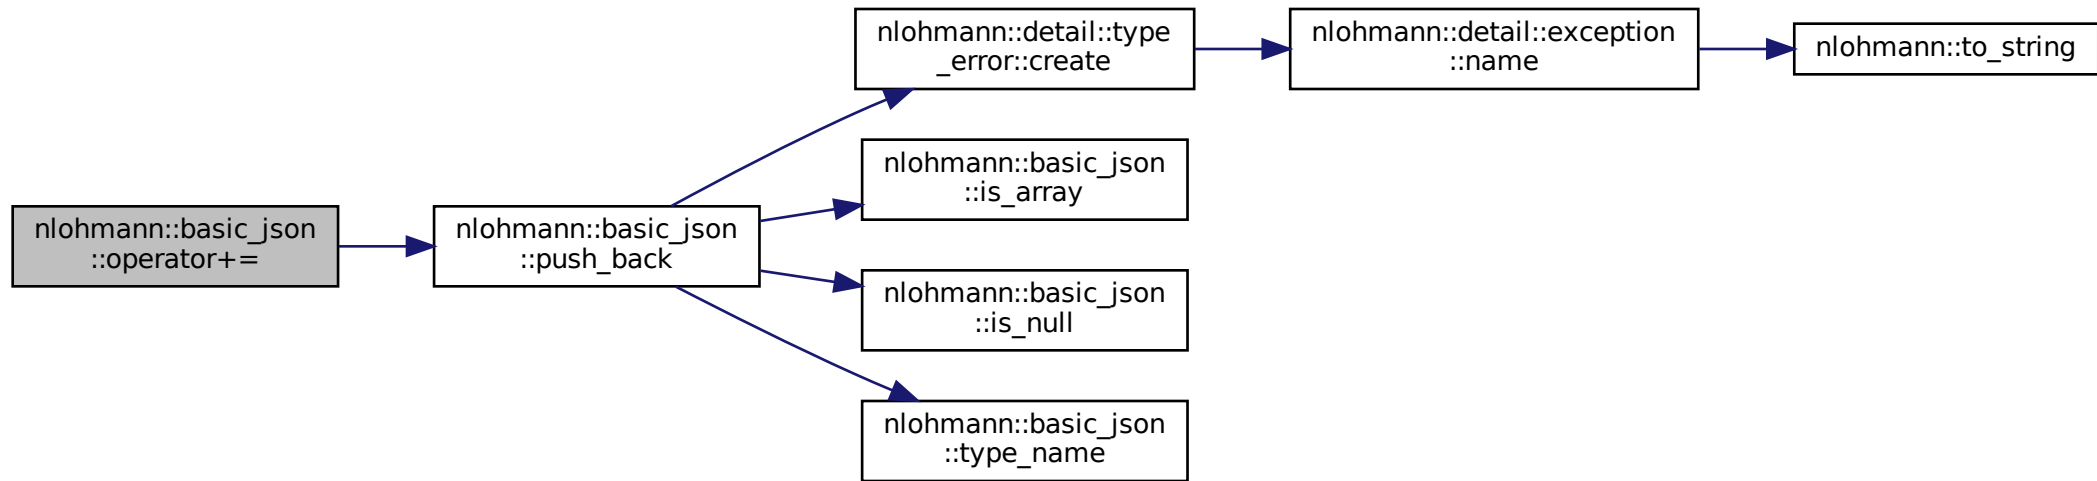 nlohmann::basic_json
::operator+=
nlohmann::basic_json
::push_back
nlohmann::detail::type
_error::create
nlohmann::detail::exception
::name
nlohmann::to_string
nlohmann::basic_json
::is_array
nlohmann::basic_json
::is_null
nlohmann::basic_json
::type_name